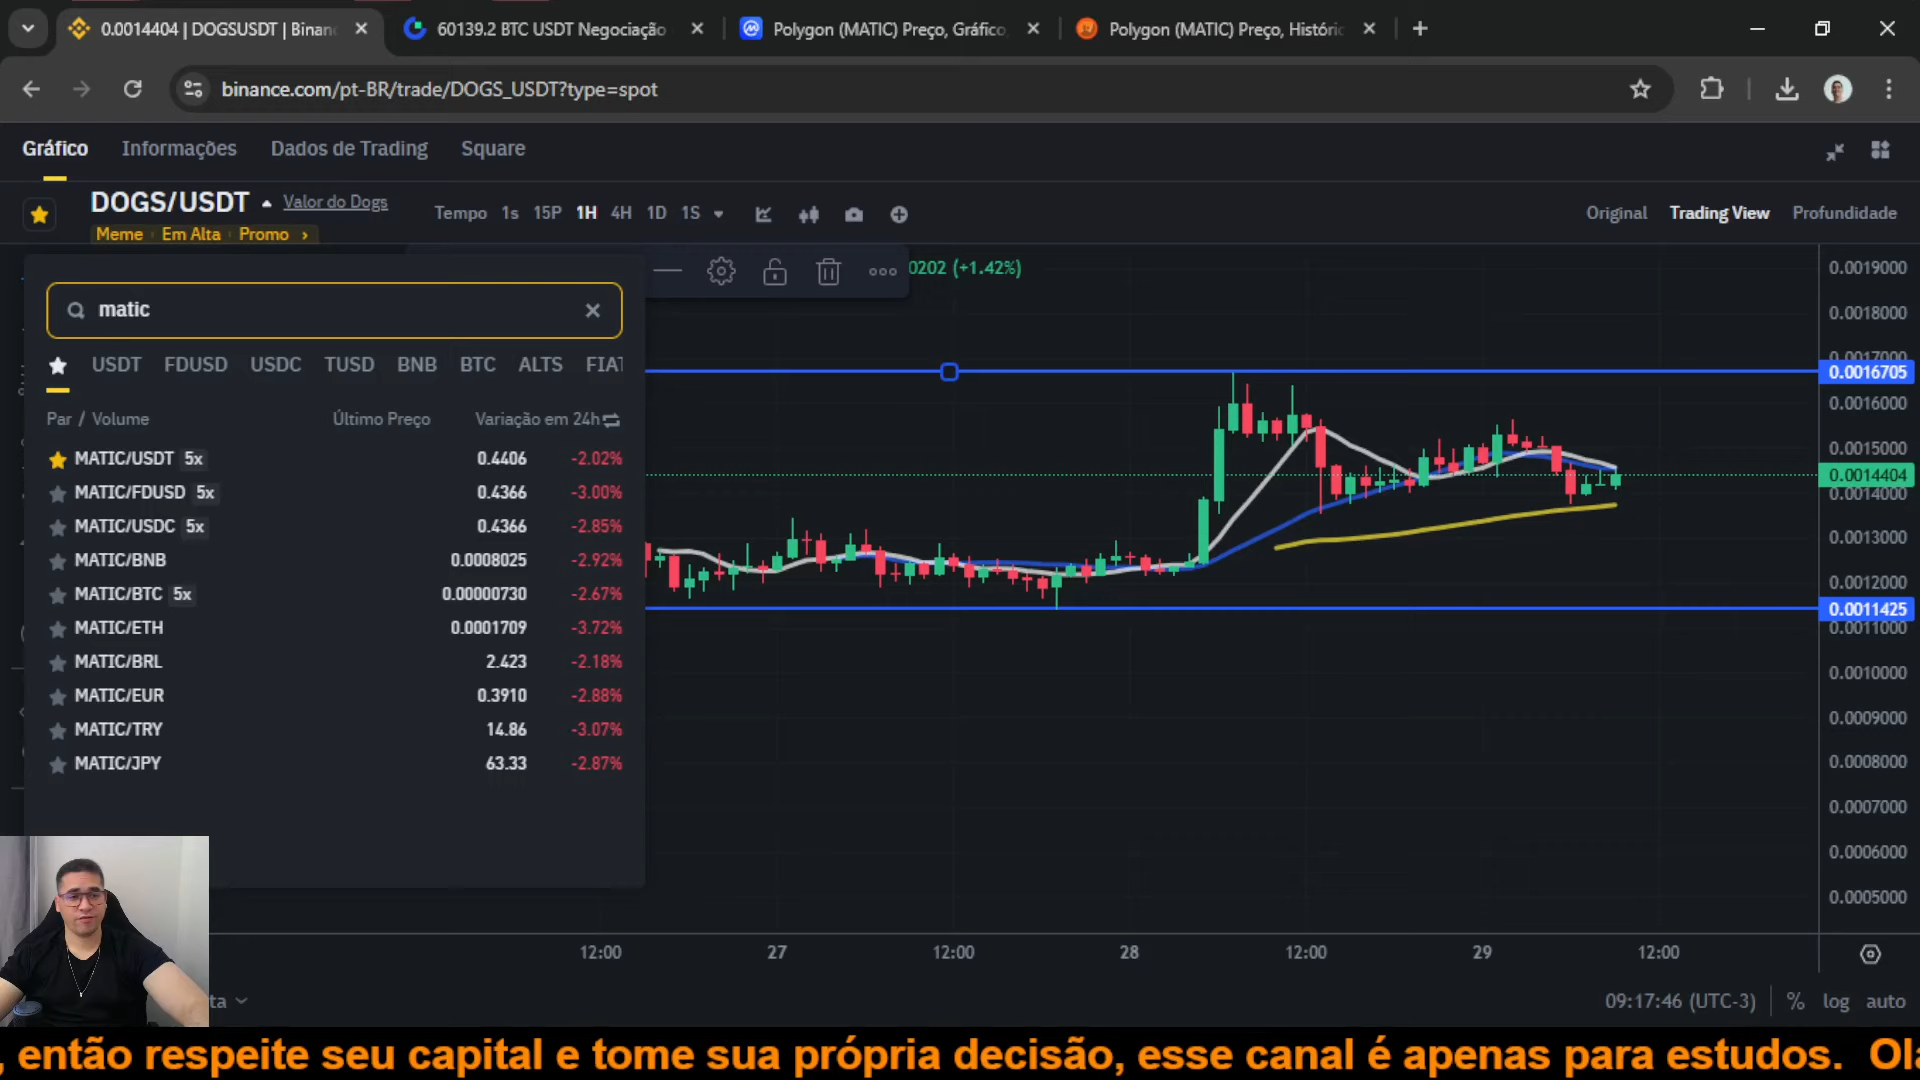 0.0014404 | DOGSUSDT | Binanc
60139.2 BTC USDT Negociação
Polygon (MATIC) Preço, Gráfico,
Polygon (MATIC) Preço, Históric
binance.com/pt-BR/trade/DOGS_USDT?type=spot
Gráfico Informações Dados de Trading Square
DOGS/USDT Valor do Dogs
Meme Em Alta Promo
Tempo 1s 15P 1H 4H 1D 1S
Original Trading View Profundidade
0202 (+1.42%)
matic
USDT FDUSD USDC TUSD BNB BTC ALTS FIAT
Par / Volume Último Preço Variação em 24h
MATIC/USDT 5x 0.4406 -2.02%
MATIC/FDUSD 5x 0.4366 -3.00%
MATIC/USDC 5x 0.4366 -2.85%
MATIC/BNB 0.0008025 -2.92%
MATIC/BTC 5x 0.00000730 -2.67%
MATIC/ETH 0.0001709 -3.72%
MATIC/BRL 2.423 -2.18%
MATIC/EUR 0.3910 -2.88%
MATIC/TRY 14.86 -3.07%
MATIC/JPY 63.33 -2.87%
0.0019000
0.0018000
0.0017000
0.0016705
0.0016000
0.0015000
0.0014404
0.0014000
0.0013000
0.0012000
0.0011425
0.0011000
0.0010000
0.0009000
0.0008000
0.0007000
0.0006000
0.0005000
12:00 27 12:00 28 12:00 29 12:00
ta
09:17:46 (UTC-3) % log auto
, então respeite seu capital e tome sua própria decisão, esse canal é apenas para estudos. Ola